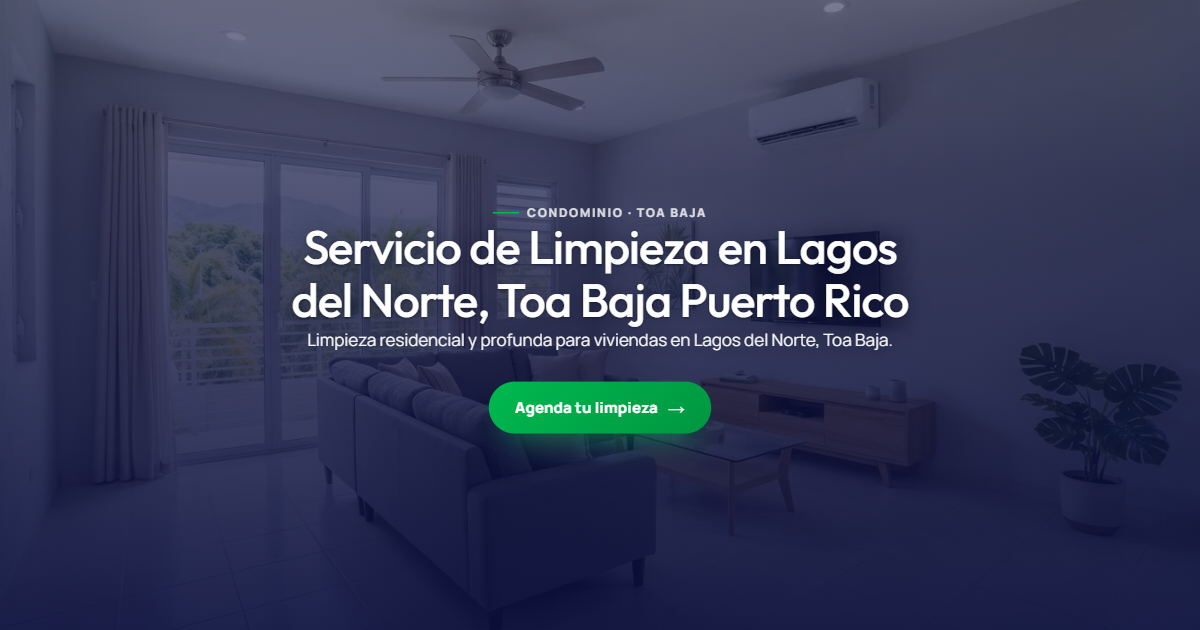 CONDOMINIO · TOA BAJA
Servicio de Limpieza en Lagos
del Norte, Toa Baja Puerto Rico
Limpieza residencial y profunda para viviendas en Lagos del Norte, Toa Baja.
Agenda tu limpieza →